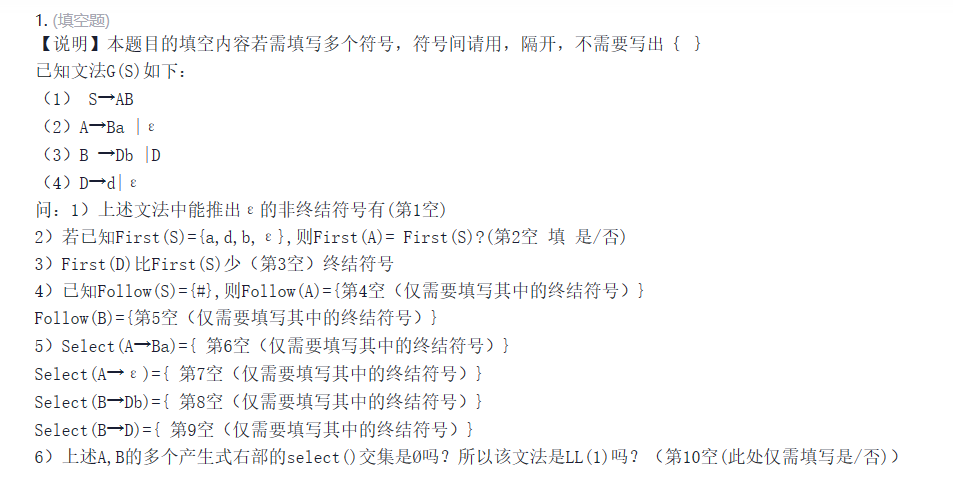 1. (填空题)
【说明】本题目的填空内容若需填写多个符号，符号间请用，隔开，不需要写出 { }
已知文法G(S)如下：
（1） S→AB
（2）A→Ba |ε
（3）B →Db |D
（4）D→d|ε
问：1）上述文法中能推出ε的非终结符号有(第1空)
2）若已知First(S)={a,d,b,ε},则First(A)= First(S)?(第2空 填 是/否)
3）First(D)比First(S)少（第3空）终结符号
4）已知Follow(S)={#},则Follow(A)={第4空（仅需要填写其中的终结符号）}
Follow(B)={第5空（仅需要填写其中的终结符号）}
5）Select(A→Ba)={ 第6空（仅需要填写其中的终结符号）}
Select(A→ε)={ 第7空（仅需要填写其中的终结符号）}
Select(B→Db)={ 第8空（仅需要填写其中的终结符号）}
Select(B→D)={ 第9空（仅需要填写其中的终结符号）}
6）上述A,B的多个产生式右部的select()交集是Ø吗？所以该文法是LL(1)吗？（第10空(此处仅需填写是/否)）